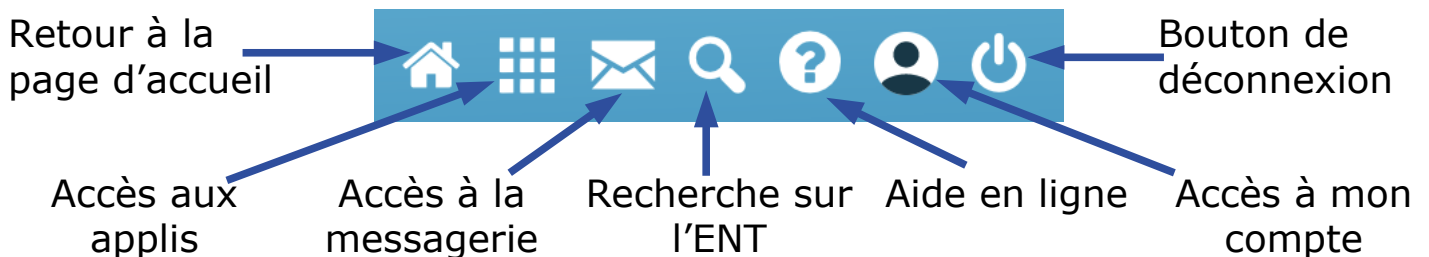 Retour à la
page d’accueil
Bouton de
déconnexion
Accès aux
applis
Accès à la
messagerie
Recherche sur
l’ENT
Aide en ligne
Accès à mon
compte